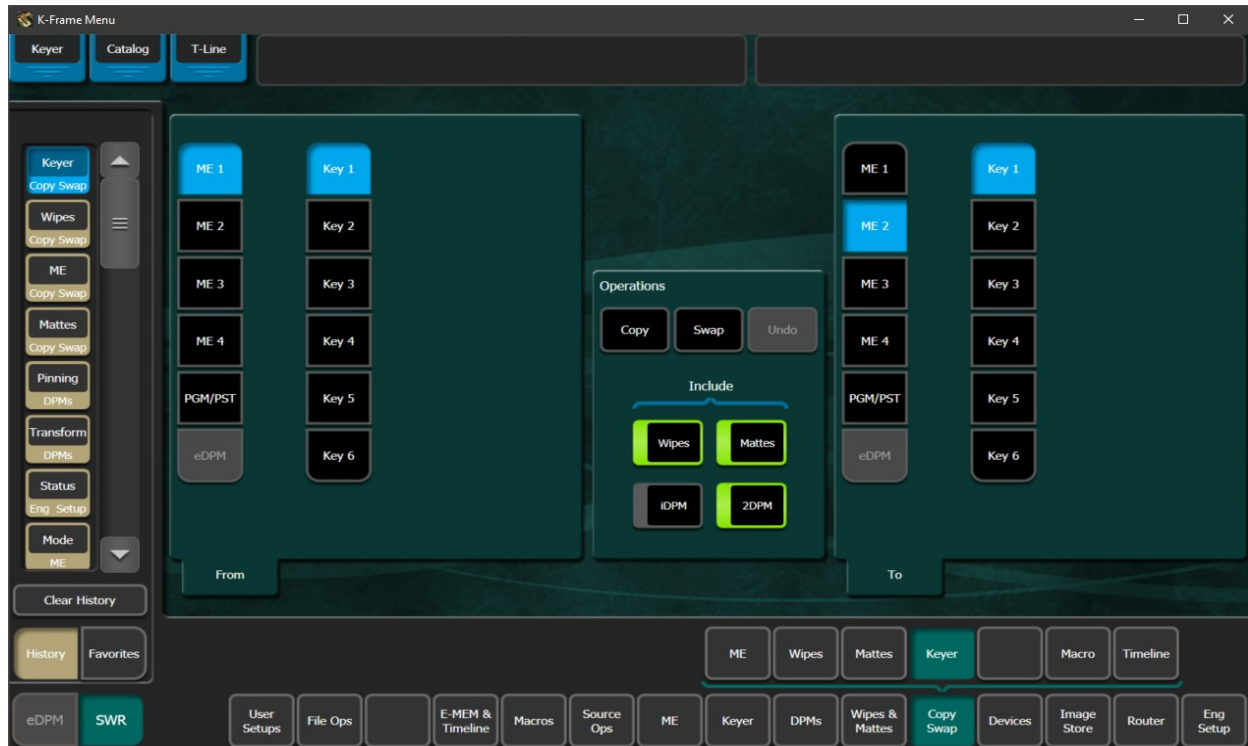 K-Frame Menu
Keyer
Catalog
T-Line
Keyer
Copy Swap
Wipes
Copy Swap
ME
Copy Swap
Mattes
Copy Swap
Pinning
DPMs
Transform
DPMs
Status
Eng Setup
Mode
ME
Clear History
History
Favorites
ME 1
ME 2
ME 3
ME 4
PGM/PST
eDPM
Key 1
Key 2
Key 3
Key 4
Key 5
Key 6
From
Operations
Copy
Swap
Undo
Include
Wipes
Mattes
iDPM
2DPM
ME 1
ME 2
ME 3
ME 4
PGM/PST
eDPM
Key 1
Key 2
Key 3
Key 4
Key 5
Key 6
To
ME
Wipes
Mattes
Keyer
Macro
Timeline
eDPM
SWR
User
Setups
File Ops
E-MEM &
Timeline
Macros
Source
Ops
ME
Keyer
DPMs
Wipes &
Mattes
Copy
Swap
Devices
Image
Store
Router
Eng
Setup